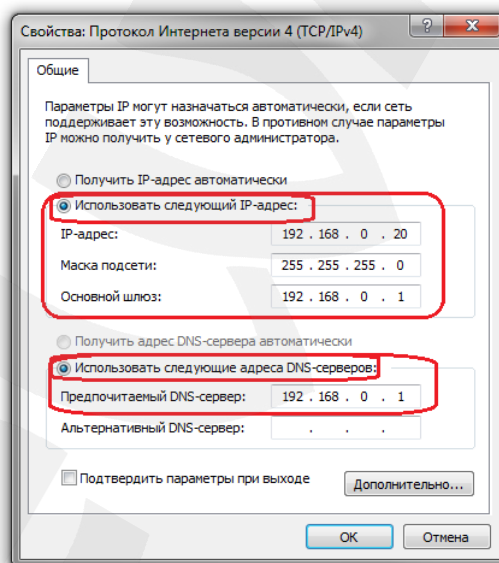 Свойства: Протокол Интернета версии 4 (TCP/IPv4)
Общие
Параметры IP могут назначаться автоматически, если сеть
поддерживает эту возможность. В противном случае параметры
IP можно получить у сетевого администратора.
Получить IP-адрес автоматически
Использовать следующий IP-адрес:
IP-адрес: 192 . 168 . 0 . 20
Маска подсети: 255 . 255 . 255 . 0
Основной шлюз: 192 . 168 . 0 . 1
Получить адрес DNS-сервера автоматически
Использовать следующие адреса DNS-серверов:
Предпочитаемый DNS-сервер: 192 . 168 . 0 . 1
Альтернативный DNS-сервер: . . .
Подтвердить параметры при выходе
Дополнительно...
ОК Отмена